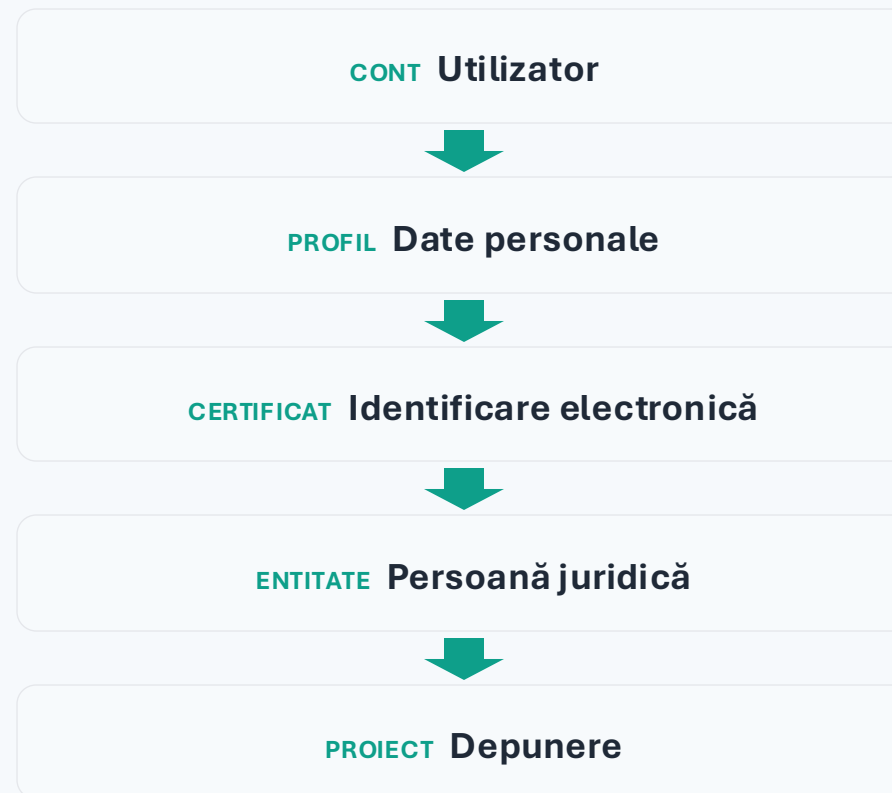 CONT Utilizator
PROFIL Date personale
CERTIFICAT Identificare electronică
ENTITATE Persoană juridică
PROIECT Depunere